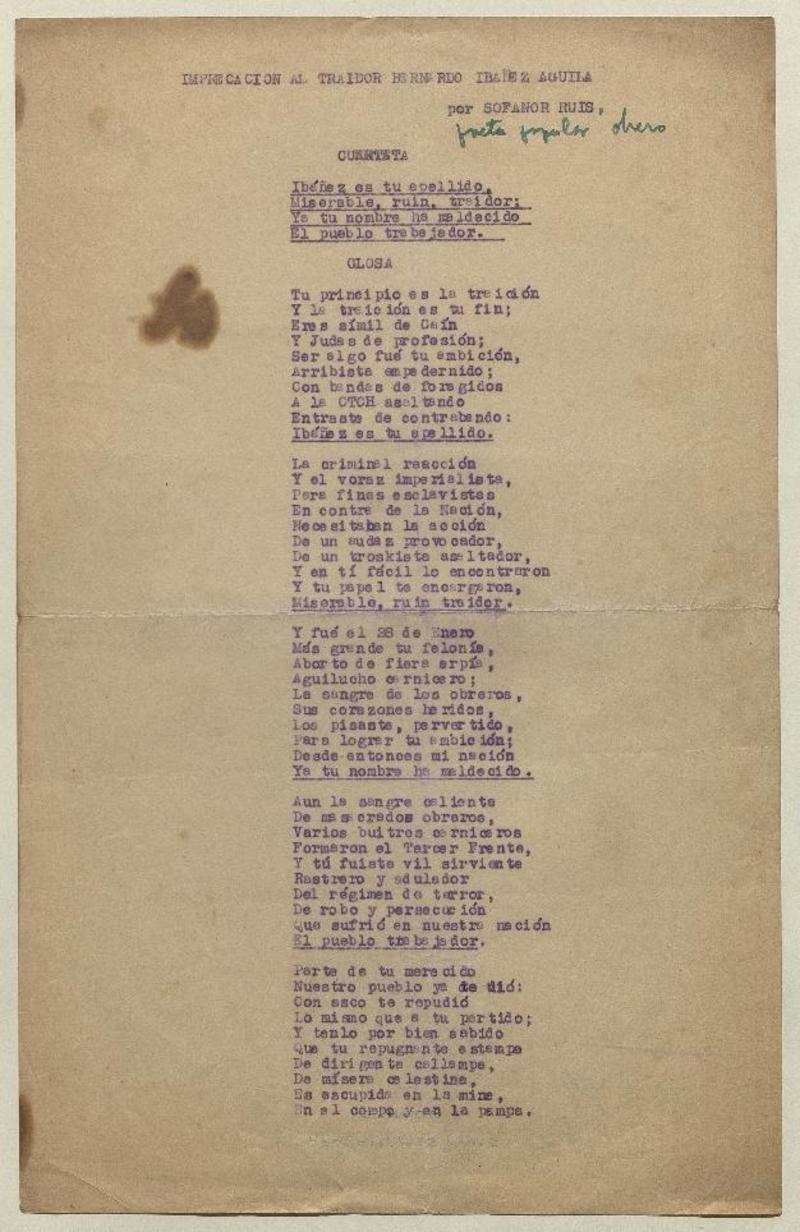 IMPRECACION AL TRAIDOR BERNARDO IBAÑEZ AGUILA
por SOFANOR RUIS,
poeta popular obrero
CUARTETA
Ibáñez es tu apellido,
Miserable, ruin, traidor;
Ya tu nombre ha maldecido
El pueblo trabajador.
GLOSA
Tu principio es la traición
Y la traición es tu fin;
Eres símil de Caín
Y Judas de profesión;
Ser algo fué tu ambición,
Arribista empedernido;
Con bandas de foragidos
A la CTCH asaltando
Entraste de contrabando:
Ibáñez es tu apellido.
La criminal reacción
Y el voraz imperialista,
Para fines esclavistas
En contra de la Nación,
Necesitaban la acción
De un audaz provocador,
De un troskista asaltador,
Y en tí fácil lo encontraron
Y tu papel te encargaron,
Miserable, ruin traidor.
Y fué el 28 de Enero
Más grande tu felonía,
Aborto de fiera arpía,
Aguilucho carnicero;
La sangre de los obreros,
Sus corazones heridos,
Los pisaste, pervertido,
Para lograr tu ambición;
Desde entonces mi nación
Ya tu nombre ha maldecido.
Aun la sangre caliente
De masacrados obreros,
Varios buitres carniceros
Formaron el Tercer Frente,
Y tú fuiste vil sirviente
Rastrero y adulador
Del régimen de terror,
De robo y persecución
Que sufrió en nuestra nación
El pueblo trabajador.
Parte de tu merecido
Nuestro pueblo ya te dió:
Con asco te repudió
Lo mismo que a tu partido;
Y tenlo por bien sabido
Que tu repugnante estampa
De dirigente callampa,
De mísera celestina,
Es escupida en la mina,
En el campo y en la pampa.